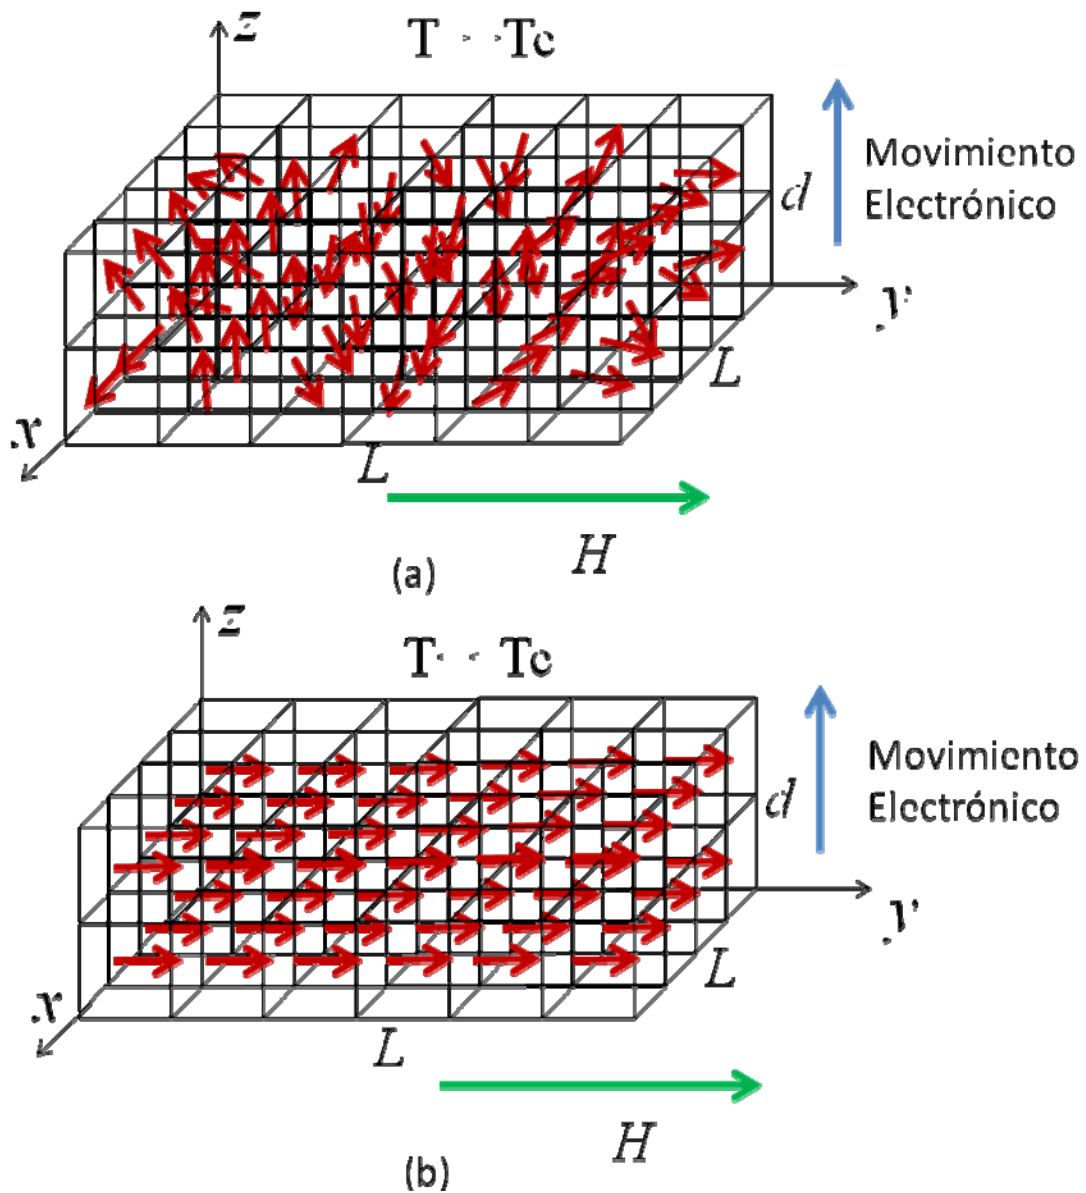 z
T > Tc
Movimiento
Electrónico
d
y
L
x
L
H
(a)
z
T < Tc
Movimiento
Electrónico
d
y
L
x
L
H
(b)